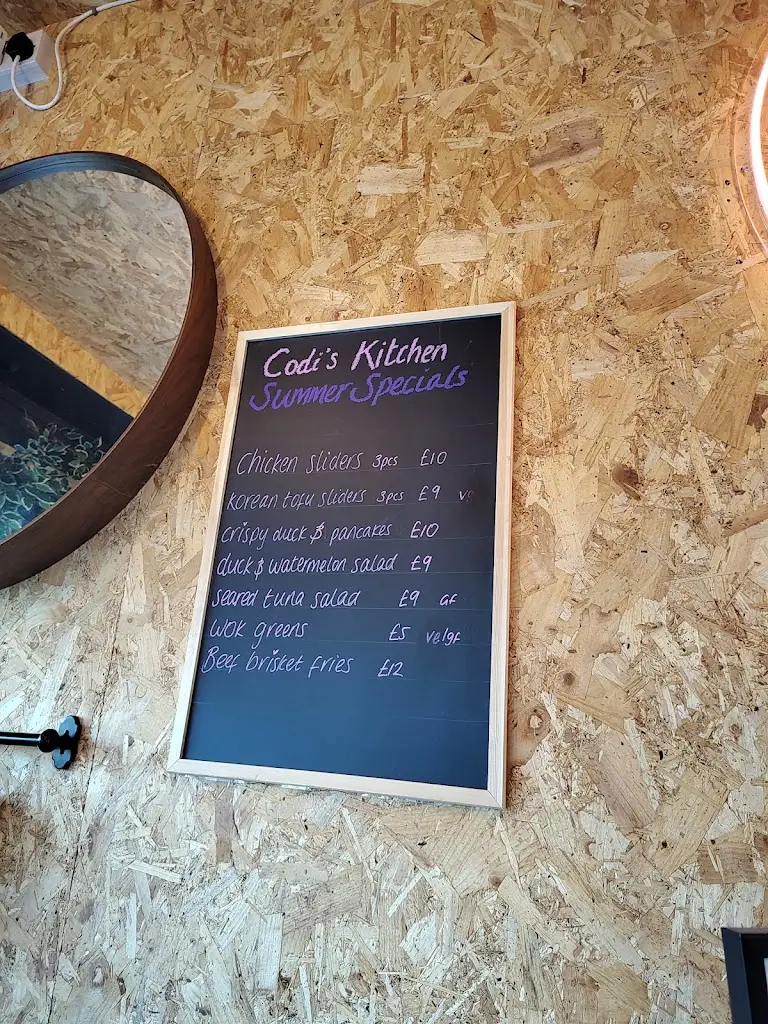 Codi's Kitchen
Summer Specials
Chicken sliders 3pcs £10
Korean tofu sliders 3pcs £9 ve
crispy duck & pancakes £10
duck & watermelon salad £9
seared tuna salad £9 GF
WOK greens £5 ve/gf
Beef brisket fries £12